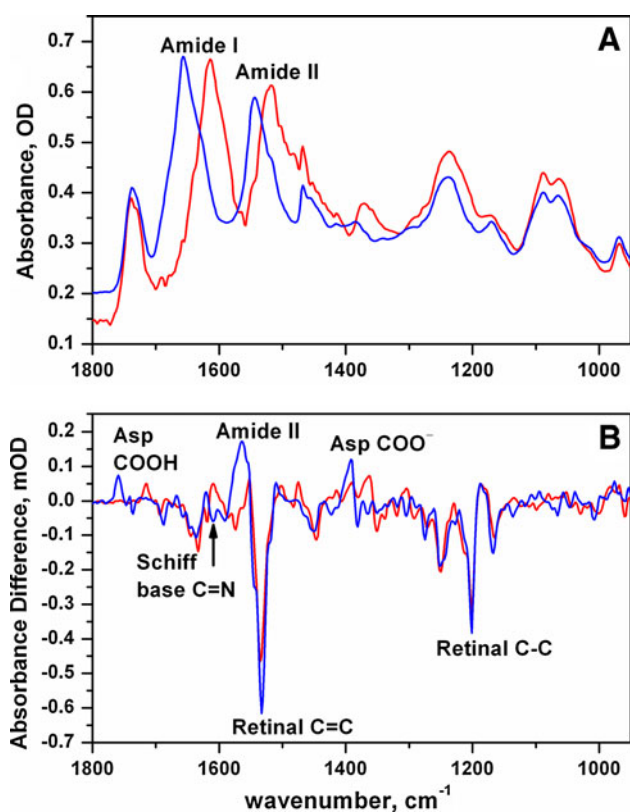 A
Amide I
Amide II
Absorbance, OD
0.7
0.6
0.5
0.4
0.3
0.2
0.1
1800 1600 1400 1200 1000
B
Asp
COOH
Amide II
Asp COO⁻
Absorbance Difference, mOD
0.2
0.1
0.0
-0.1
-0.2
-0.3
-0.4
-0.5
-0.6
-0.7
Schiff
base C=N
Retinal C-C
Retinal C=C
1800 1600 1400 1200 1000
wavenumber, cm⁻¹